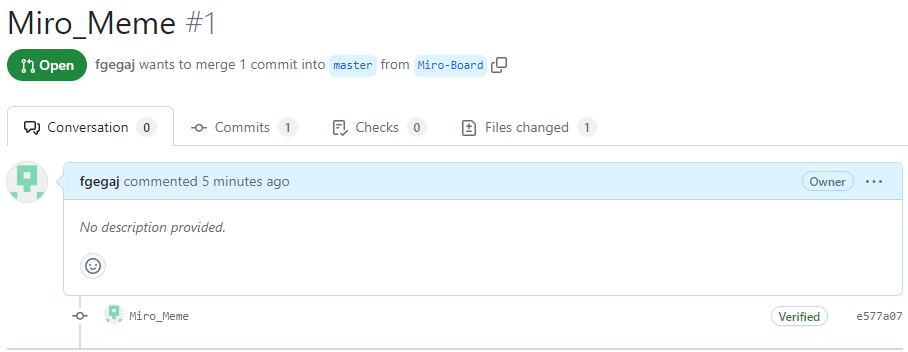 Miro_Meme #1
Open fgegaj wants to merge 1 commit into master from Miro-Board
Conversation 0 Commits 1 Checks 0 Files changed 1
fgegaj commented 5 minutes ago Owner
No description provided.
Miro_Meme Verified e577a07